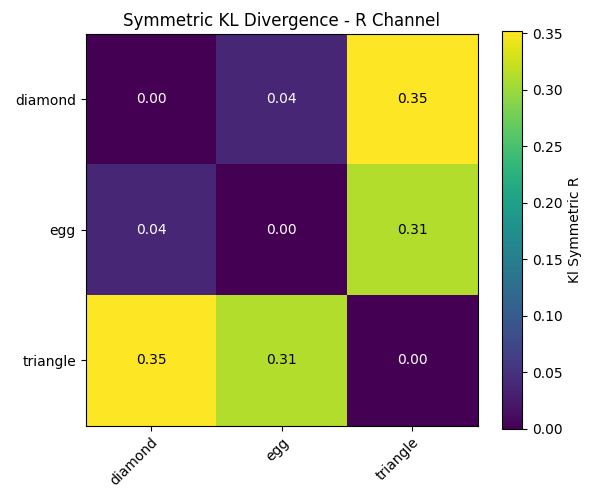 Symmetric KL Divergence - R Channel
diamond
0.00 0.04 0.35
egg
0.04 0.00 0.31
triangle
0.35 0.31 0.00
diamond
egg
triangle
0.35
0.30
0.25
0.20
0.15
0.10
0.05
0.00
Kl Symmetric R